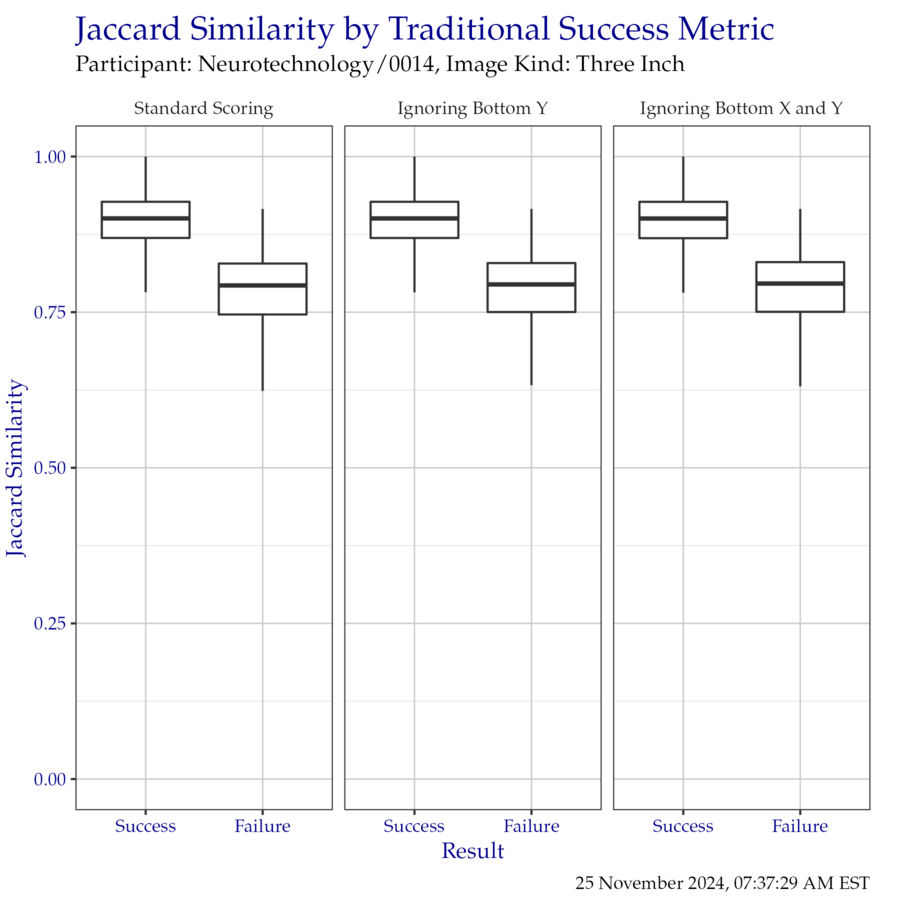 Jaccard Similarity by Traditional Success Metric
Participant: Neurotechnology/0014, Image Kind: Three Inch
Standard Scoring
Ignoring Bottom Y
Ignoring Bottom X and Y
Jaccard Similarity
1.00
0.75
0.50
0.25
0.00
Success Failure
Success Failure
Success Failure
Result
25 November 2024, 07:37:29 AM EST